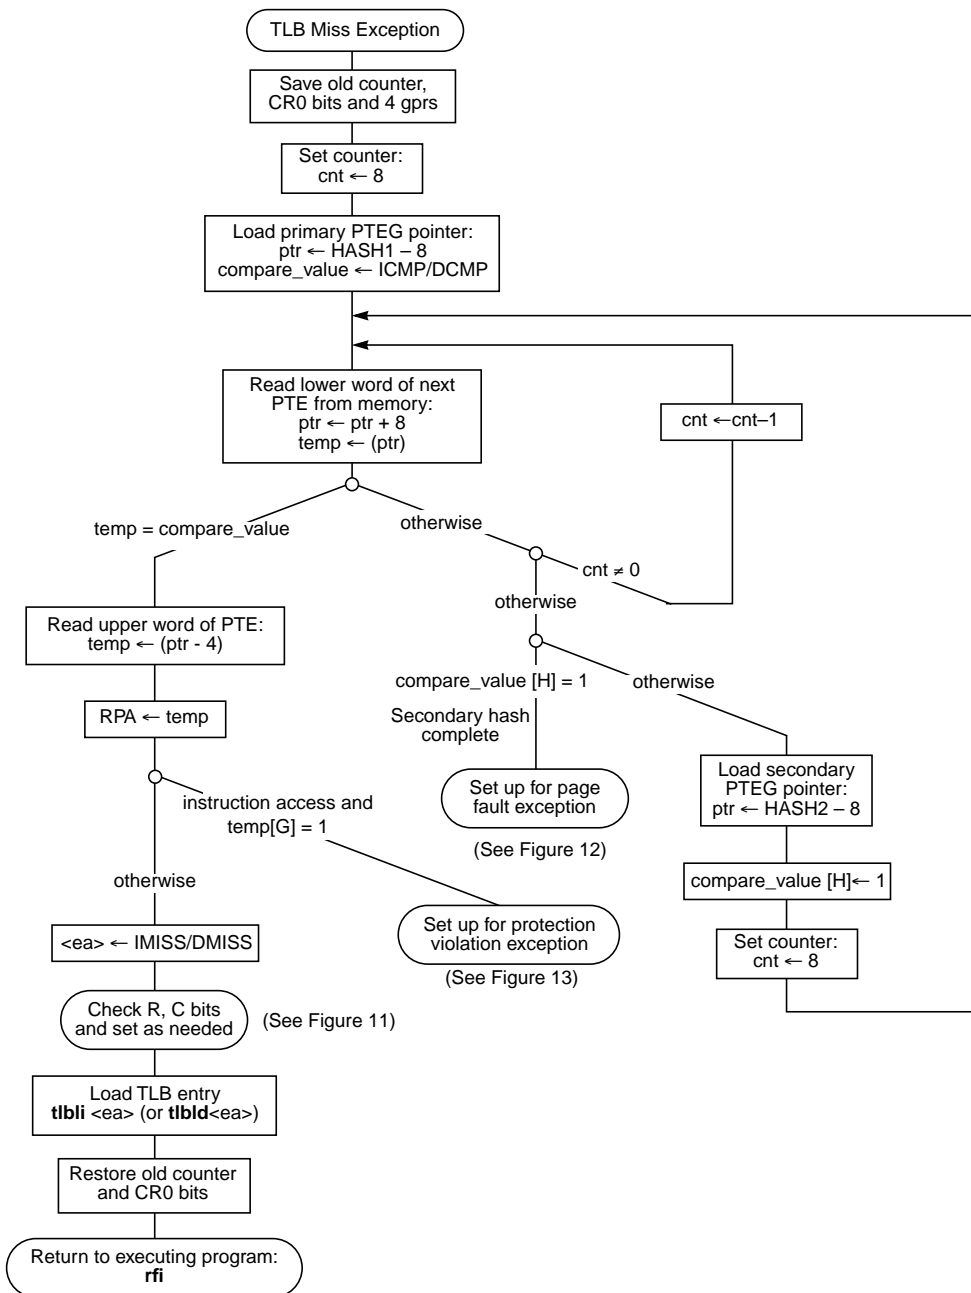 TLB Miss Exception
Save old counter,
CR0 bits and 4 gprs
Set counter:
cnt ← 8
Load primary PTEG pointer:
ptr ← HASH1 – 8
compare_value ← ICMP/DCMP
Read lower word of next
PTE from memory:
ptr ← ptr + 8
temp ← (ptr)
cnt ←cnt–1
temp = compare_value
otherwise
cnt ≠ 0
otherwise
Read upper word of PTE:
temp ← (ptr - 4)
compare_value [H] = 1
otherwise
Secondary hash
complete
RPA ← temp
Set up for page
fault exception
(See Figure 12)
Load secondary
PTEG pointer:
ptr ← HASH2 – 8
instruction access and
temp[G] = 1
otherwise
compare_value [H]← 1
Set up for protection
violation exception
(See Figure 13)
<ea> ← IMISS/DMISS
Set counter:
cnt ← 8
Check R, C bits
and set as needed
(See Figure 11)
Load TLB entry
tlbli <ea> (or tlbld<ea>)
Restore old counter
and CR0 bits
Return to executing program:
rfi